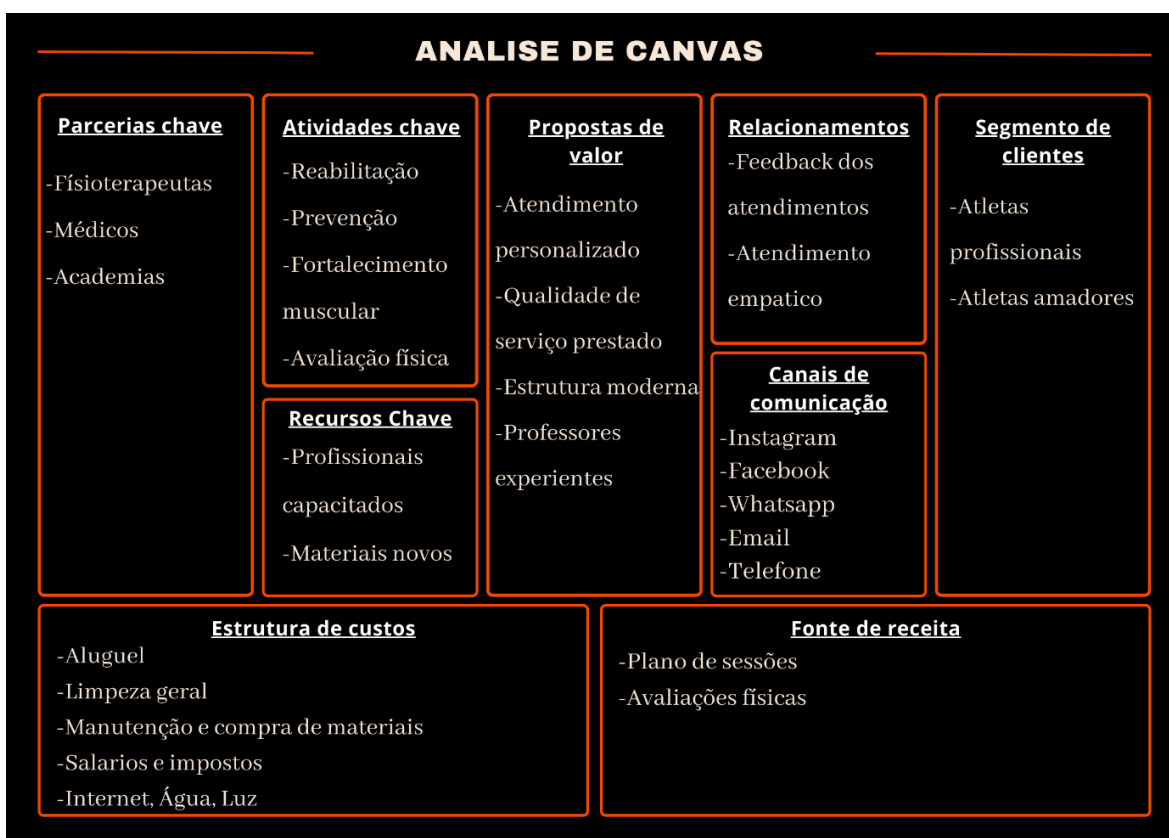 ANALISE DE CANVAS
Parcerias chave
-Físioterapeutas
-Médicos
-Academias
Atividades chave
-Reabilitação
-Prevenção
-Fortalecimento
muscular
-Avaliação física
Recursos Chave
-Profissionais
capacitados
-Materiais novos
Propostas de
valor
-Atendimento
personalizado
-Qualidade de
serviço prestado
-Estrutura moderna
-Professores
experientes
Relacionamentos
-Feedback dos
atendimentos
-Atendimento
empatico
Canais de
comunicação
-Instagram
-Facebook
-Whatsapp
-Email
-Telefone
Segmento de
clientes
-Atletas
profissionais
-Atletas amadores
Estrutura de custos
-Aluguel
-Limpeza geral
-Manutenção e compra de materiais
-Salarios e impostos
-Internet, Água, Luz
Fonte de receita
-Plano de sessões
-Avaliações físicas